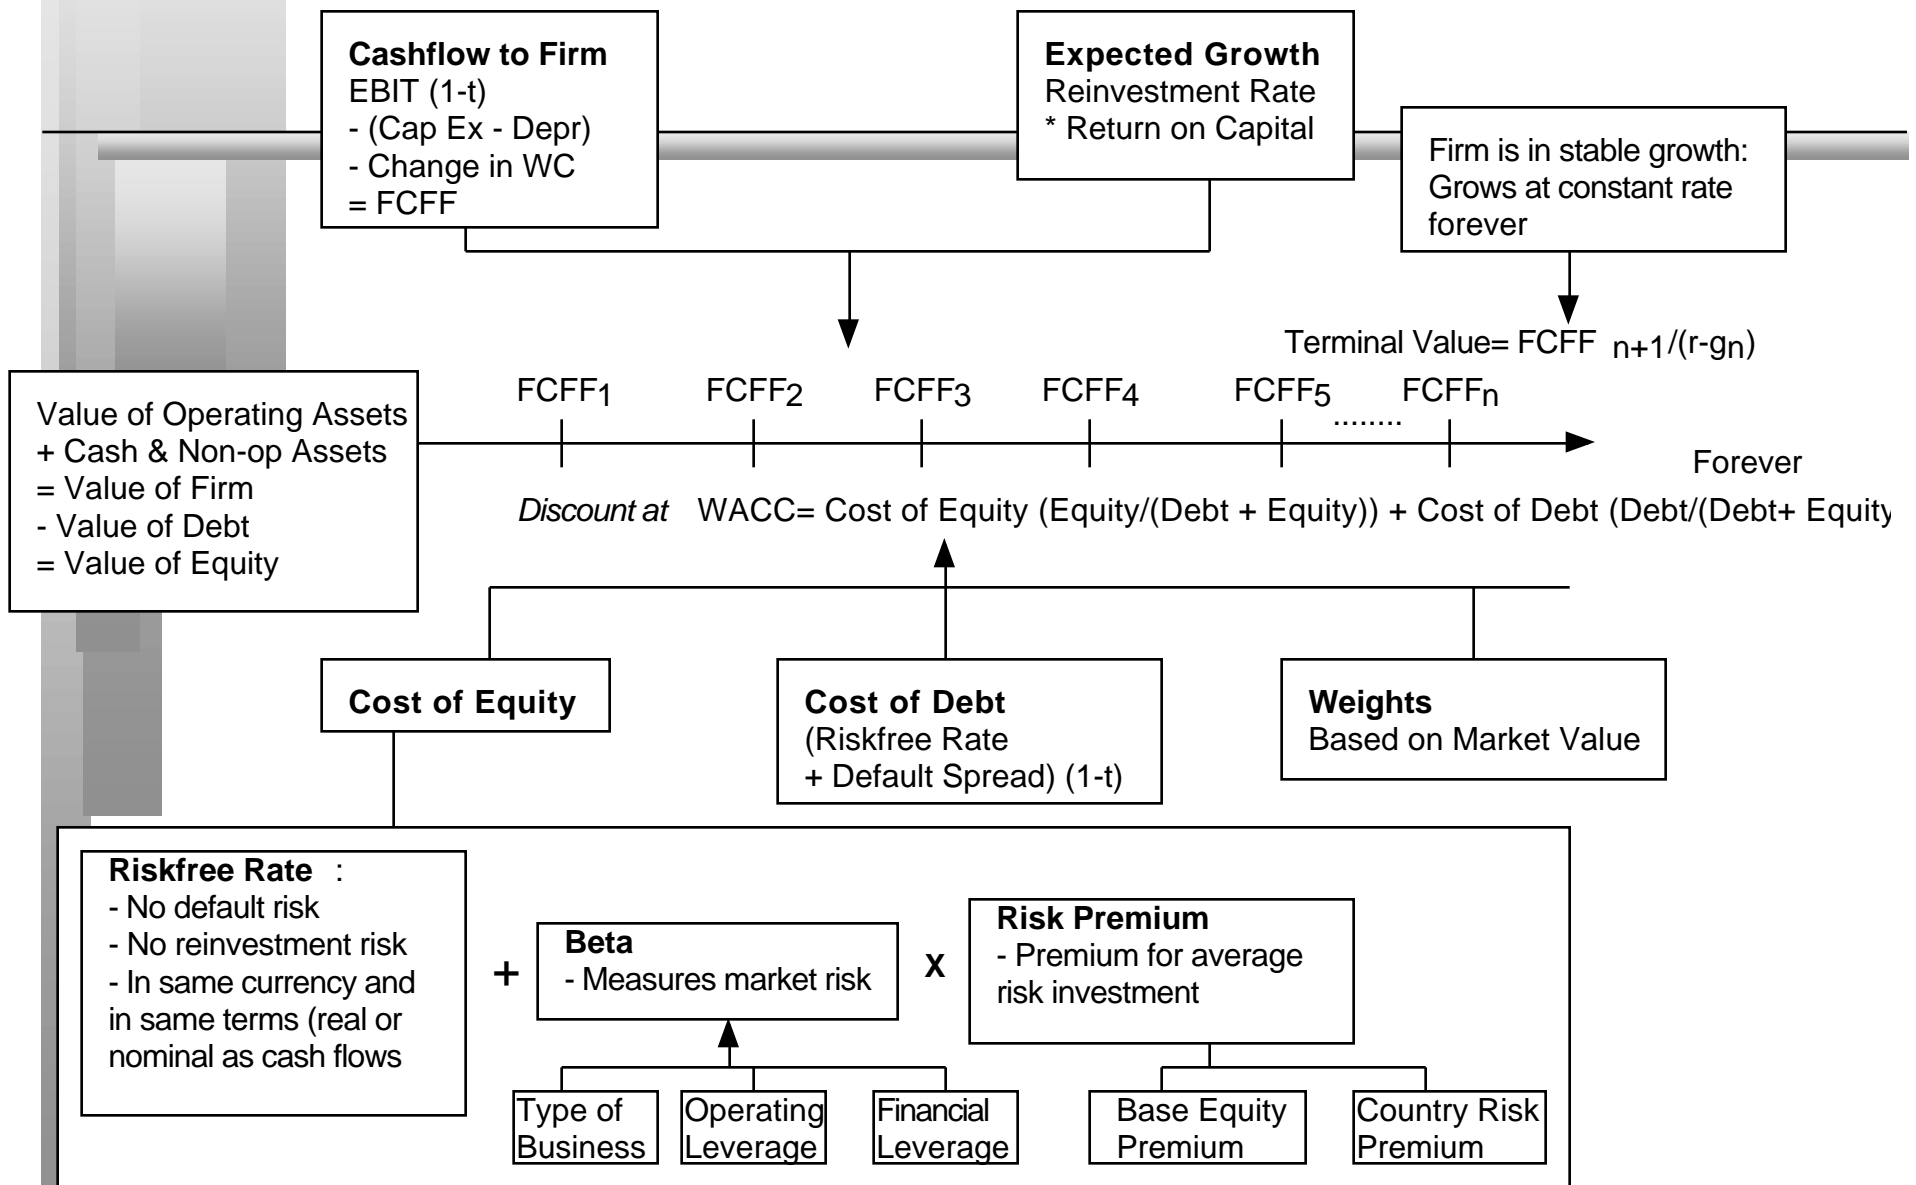 Cashflow to Firm
EBIT (1-t)
- (Cap Ex - Depr)
- Change in WC
= FCFF
Expected Growth
Reinvestment Rate
* Return on Capital
Firm is in stable growth:
Grows at constant rate
forever
Terminal Value= FCFF n+1/(r-gn)
FCFF1 FCFF2 FCFF3 FCFF4 FCFF5 ........ FCFFn
Forever
Value of Operating Assets
+ Cash & Non-op Assets
= Value of Firm
- Value of Debt
= Value of Equity
Discount at WACC= Cost of Equity (Equity/(Debt + Equity)) + Cost of Debt (Debt/(Debt+ Equity
Cost of Equity
Cost of Debt
(Riskfree Rate
+ Default Spread) (1-t)
Weights
Based on Market Value
Riskfree Rate :
- No default risk
- No reinvestment risk
- In same currency and
in same terms (real or
nominal as cash flows
+
Beta
- Measures market risk
X
Risk Premium
- Premium for average
risk investment
Type of
Business
Operating
Leverage
Financial
Leverage
Base Equity
Premium
Country Risk
Premium